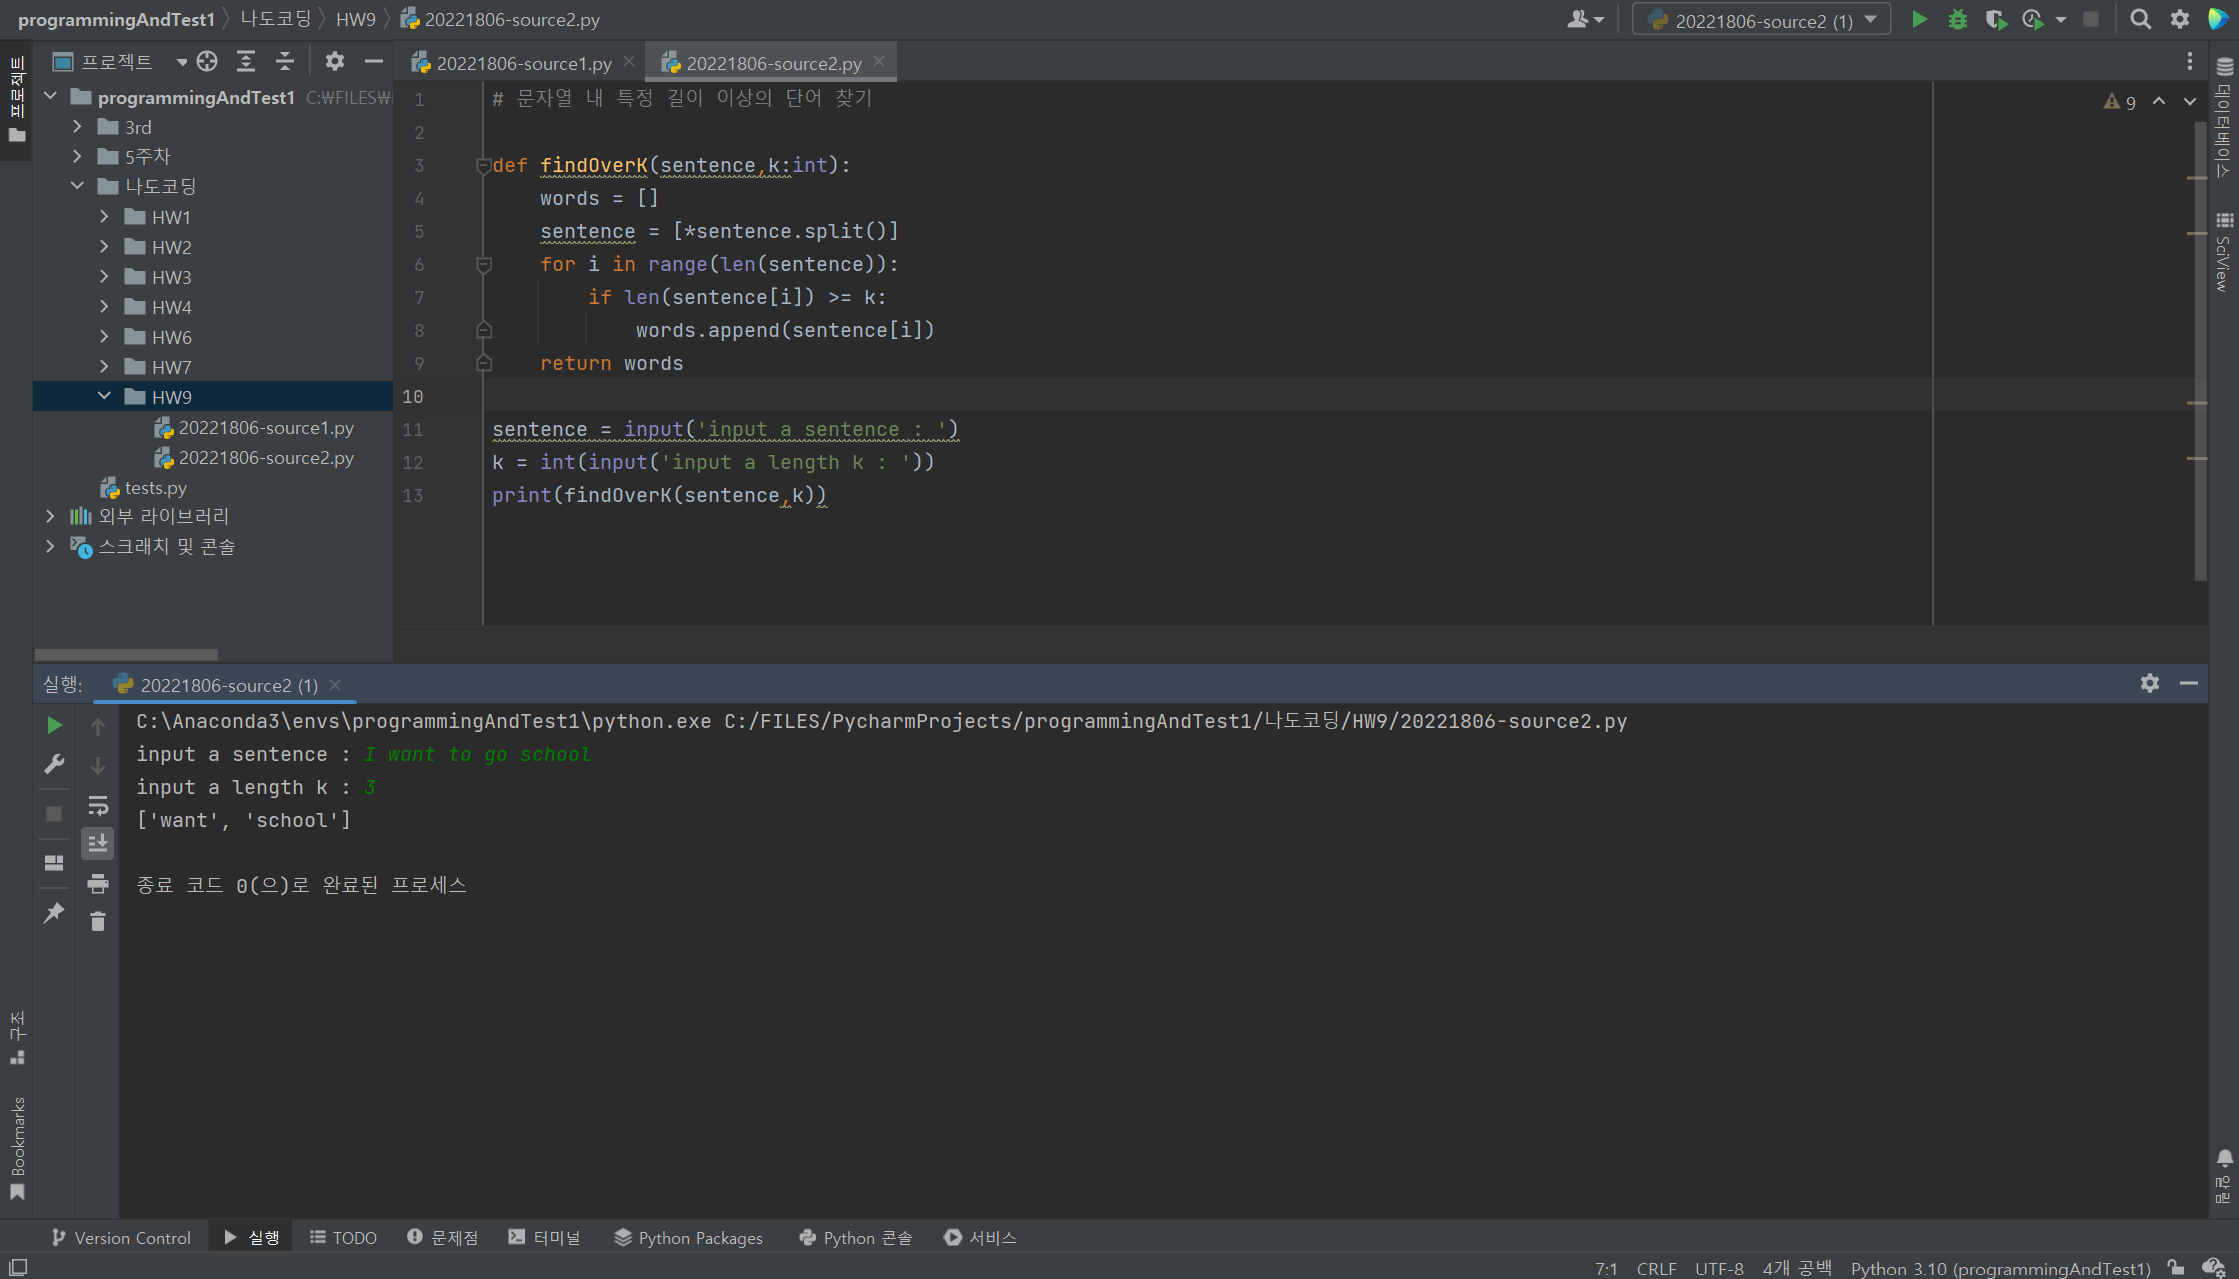 programmingAndTest1 나도코딩 HW9 20221806-source2.py
20221806-source2 (1)
프로젝트
프로젝트
20221806-source1.py
20221806-source2.py
programmingAndTest1 C:₩FILES₩
3rd
5주차
나도코딩
HW1
HW2
HW3
HW4
HW6
HW7
HW9
20221806-source1.py
20221806-source2.py
tests.py
외부 라이브러리
스크래치 및 콘솔
1 # 문자열 내 특정 길이 이상의 단어 찾기
2
3 def findOverK(sentence,k:int):
4     words = []
5     sentence = [*sentence.split()]
6     for i in range(len(sentence)):
7         if len(sentence[i]) >= k:
8             words.append(sentence[i])
9     return words
10
11 sentence = input('input a sentence : ')
12 k = int(input('input a length k : '))
13 print(findOverK(sentence,k))
9
데이터베이스
SciView
실행: 20221806-source2 (1)
C:\Anaconda3\envs\programmingAndTest1\python.exe C:/FILES/PycharmProjects/programmingAndTest1/나도코딩/HW9/20221806-source2.py
input a sentence : I want to go school
input a length k : 3
['want', 'school']
종료 코드 0(으)로 완료된 프로세스
구조
Bookmarks
알림
Version Control 실행 TODO 문제점 터미널 Python Packages Python 콘솔 서비스
7:1 CRLF UTF-8 4개 공백 Python 3.10 (programmingAndTest1)